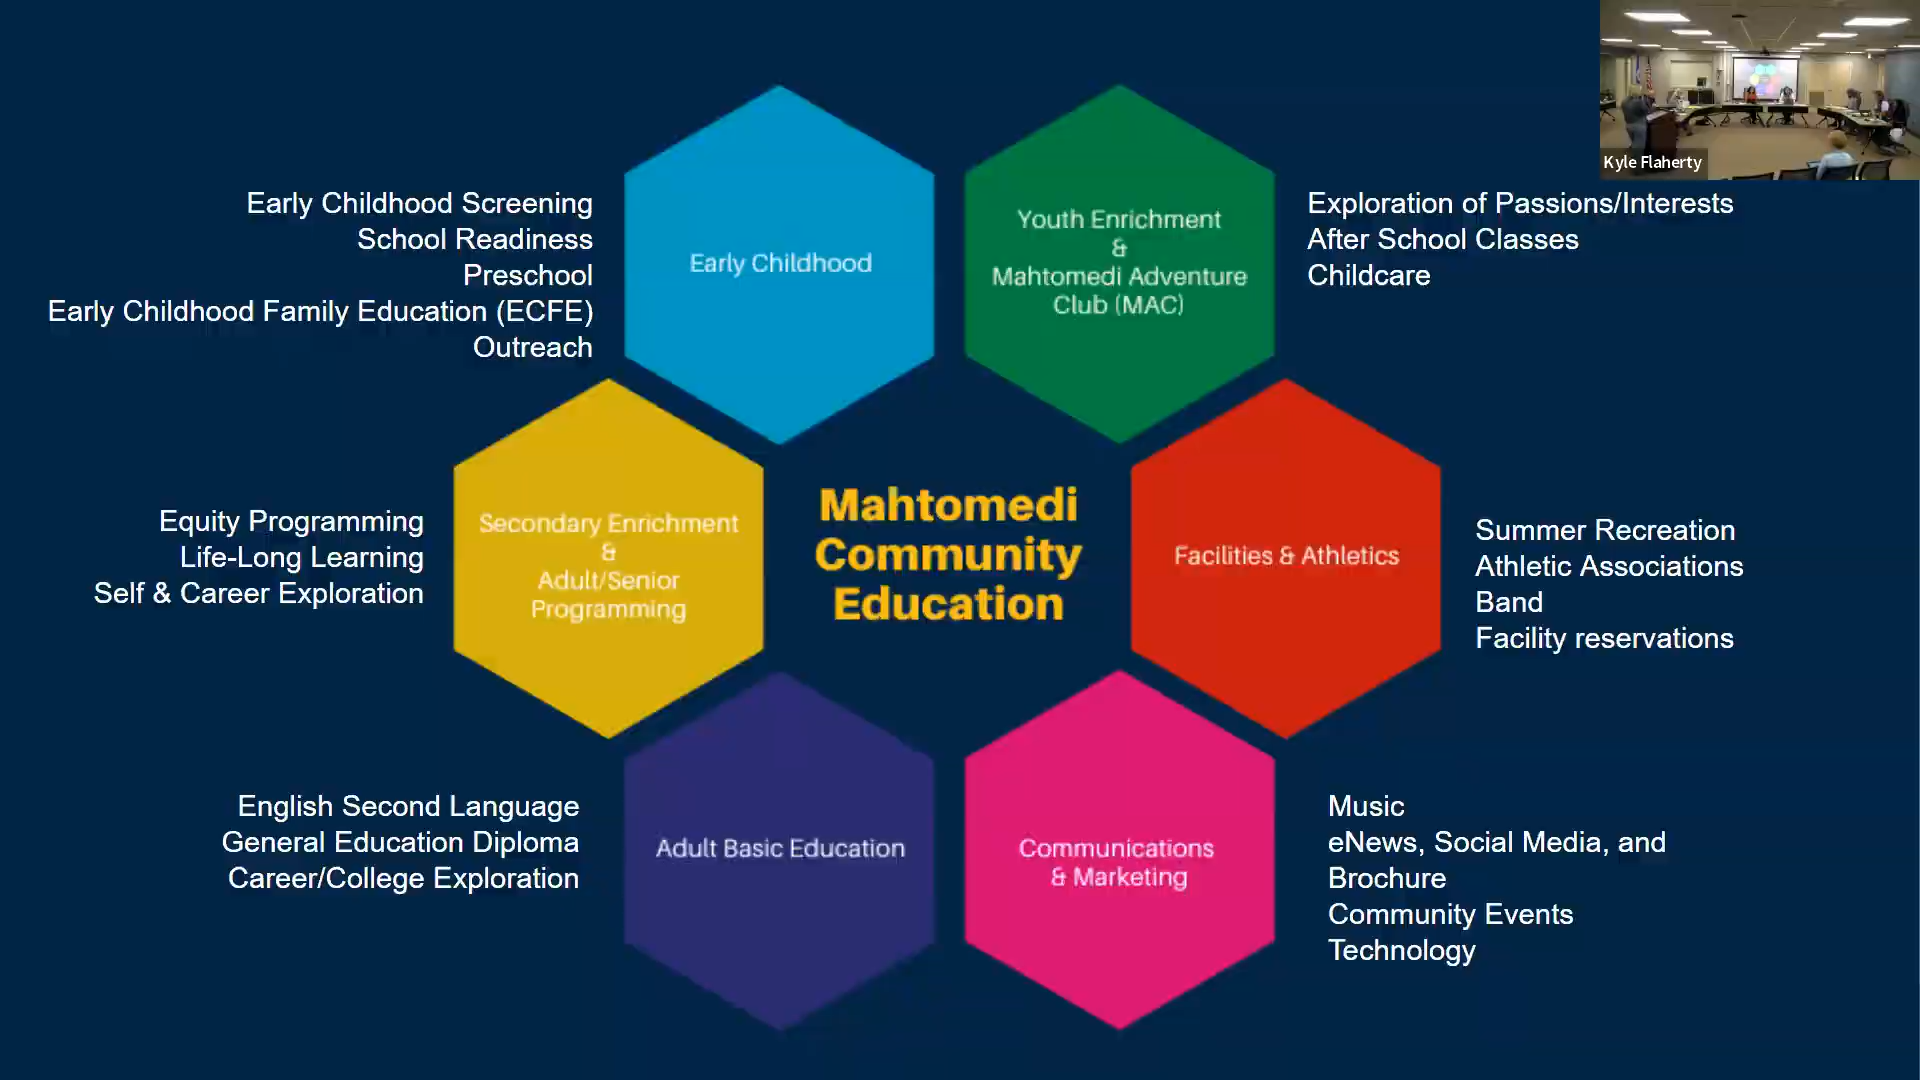 Kyle Flaherty
Early Childhood Screening
School Readiness
Preschool
Early Childhood Family Education (ECFE)
Outreach
Early Childhood
Youth Enrichment
&
Mahtomedi Adventure
Club (MAC)
Exploration of Passions/Interests
After School Classes
Childcare
Equity Programming
Life-Long Learning
Self & Career Exploration
Secondary Enrichment
&
Adult/Senior
Programming
Mahtomedi
Community
Education
Facilities & Athletics
Summer Recreation
Athletic Associations
Band
Facility reservations
English Second Language
General Education Diploma
Career/College Exploration
Adult Basic Education
Communications
& Marketing
Music
eNews, Social Media, and
Brochure
Community Events
Technology